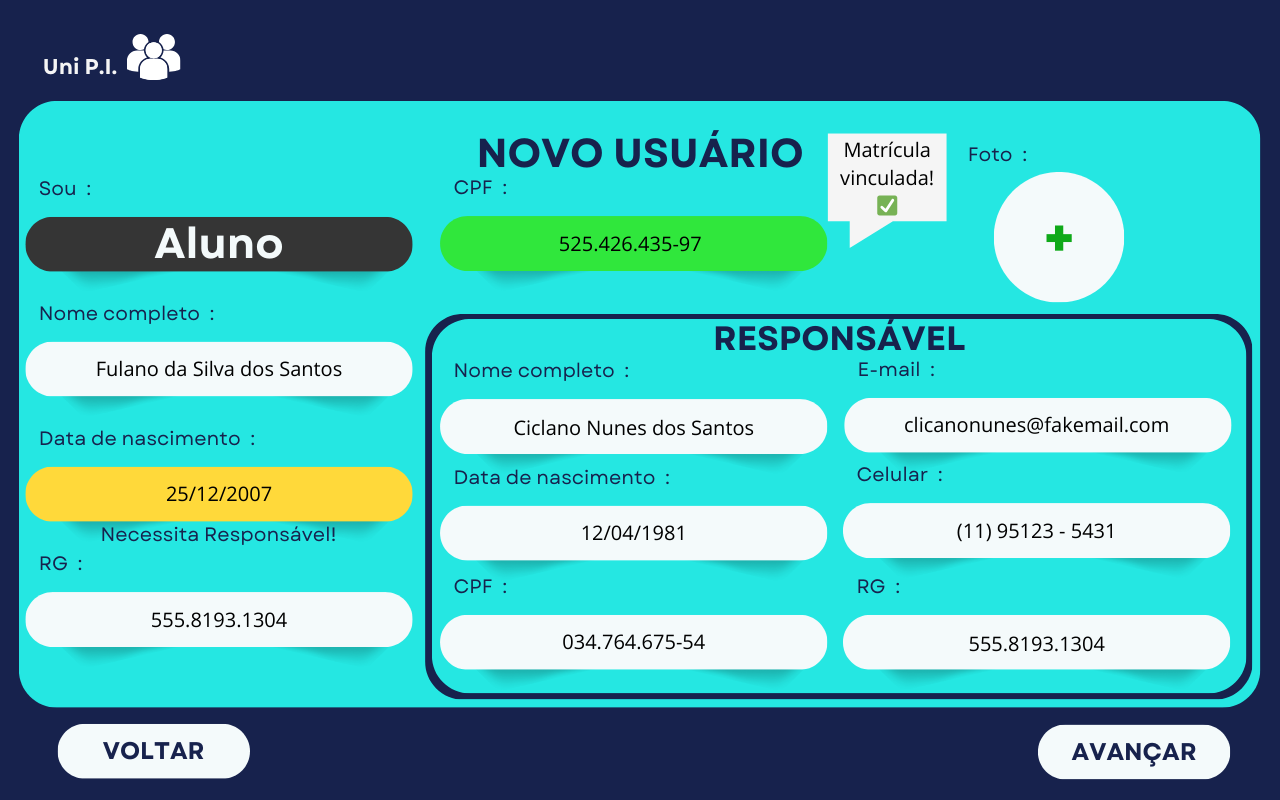 Uni P.I.
NOVO USUÁRIO
Matrícula
vinculada!
✅
Foto :
Sou :
Aluno
CPF :
525.426.435-97
+
Nome completo :
Fulano da Silva dos Santos
Data de nascimento :
25/12/2007
Necessita Responsável!
RG :
555.8193.1304
RESPONSÁVEL
Nome completo :
Ciclano Nunes dos Santos
E-mail :
clicanonunes@fakemail.com
Data de nascimento :
12/04/1981
Celular :
(11) 95123 - 5431
CPF :
034.764.675-54
RG :
555.8193.1304
VOLTAR
AVANÇAR